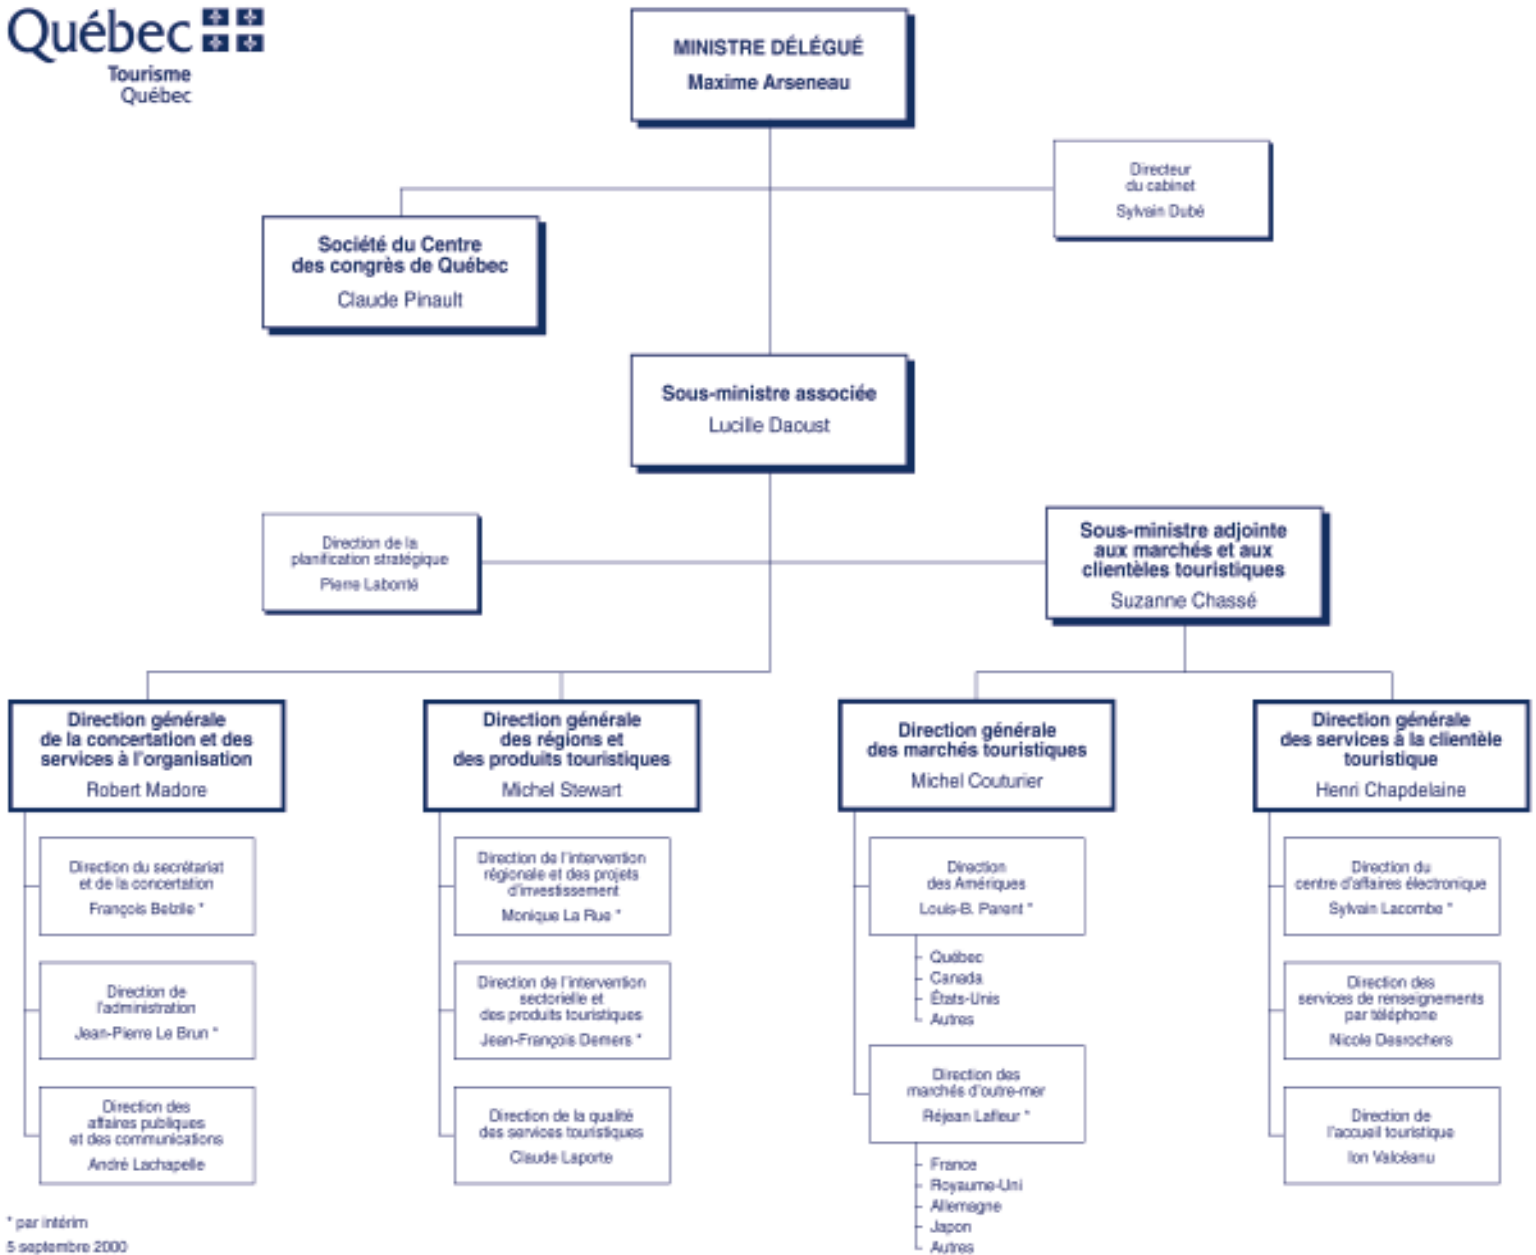 Québec
Tourisme
Québec
MINISTRE DÉLÉGUÉ
Maxime Arseneau
Directeur
du cabinet
Sylvain Dubé
Société du Centre
des congrès de Québec
Claude Pinault
Sous-ministre associée
Lucille Daoust
Direction de la
planification stratégique
Pierre Labonté
Sous-ministre adjointe
aux marchés et aux
clientèles touristiques
Suzanne Chassé
Direction générale
de la concertation et des
services à l'organisation
Robert Madore
Direction du secrétariat
et de la concertation
François Belzile *
Direction de
l'administration
Jean-Pierre Le Brun *
Direction des
affaires publiques
et des communications
André Lachapelle
Direction générale
des régions et
des produits touristiques
Michel Stewart
Direction de l'intervention
régionale et des projets
d'investissement
Monique La Rue *
Direction de l'intervention
sectorielle et
des produits touristiques
Jean-François Demers *
Direction de la qualité
des services touristiques
Claude Laporte
Direction générale
des marchés touristiques
Michel Couturier
Direction
des Amériques
Louis-B. Parent *
Québec
Canada
États-Unis
Autres
Direction des
marchés d'outre-mer
Réjean Lafleur *
France
Royaume-Uni
Allemagne
Japon
Autres
Direction générale
des services à la clientèle
touristique
Henri Chapdelaine
Direction du
centre d'affaires électronique
Sylvain Lacombe *
Direction des
services de renseignements
par téléphone
Nicole Desrochers
Direction de
l'accueil touristique
Ion Valcéanu
* par intérim
5 septembre 2000